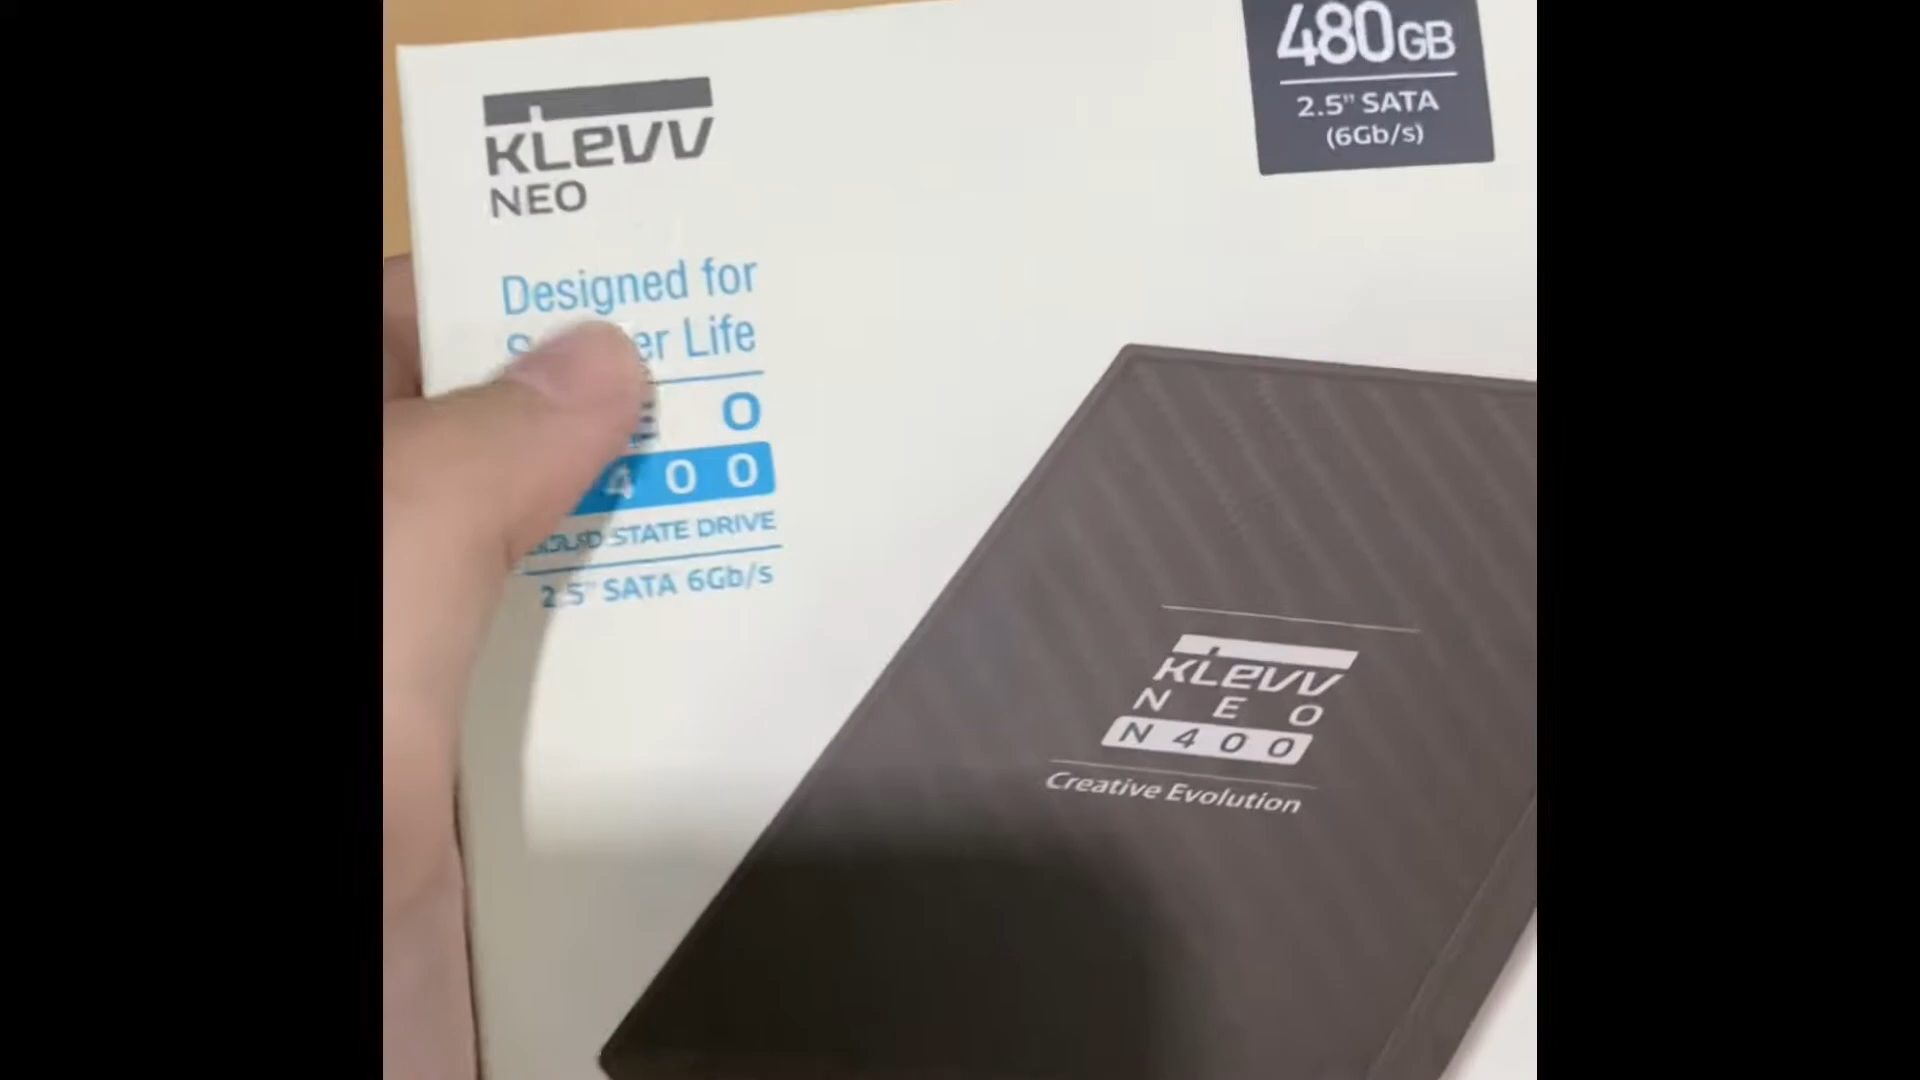 480GB
2.5" SATA
(6Gb/s)
KLEVV
NEO
Designed for
Life
O
400
STATE DRIVE
2.5" SATA 6Gb/s
KLEVV
NEO
N400
Creative Evolution